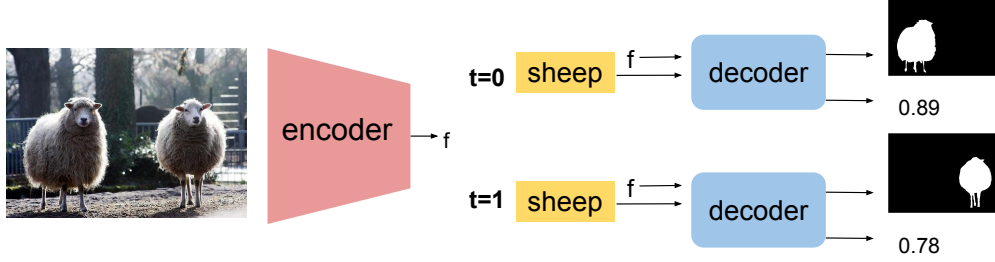 encoder
f
t=0
sheep
f
decoder
0.89
t=1
sheep
f
decoder
0.78